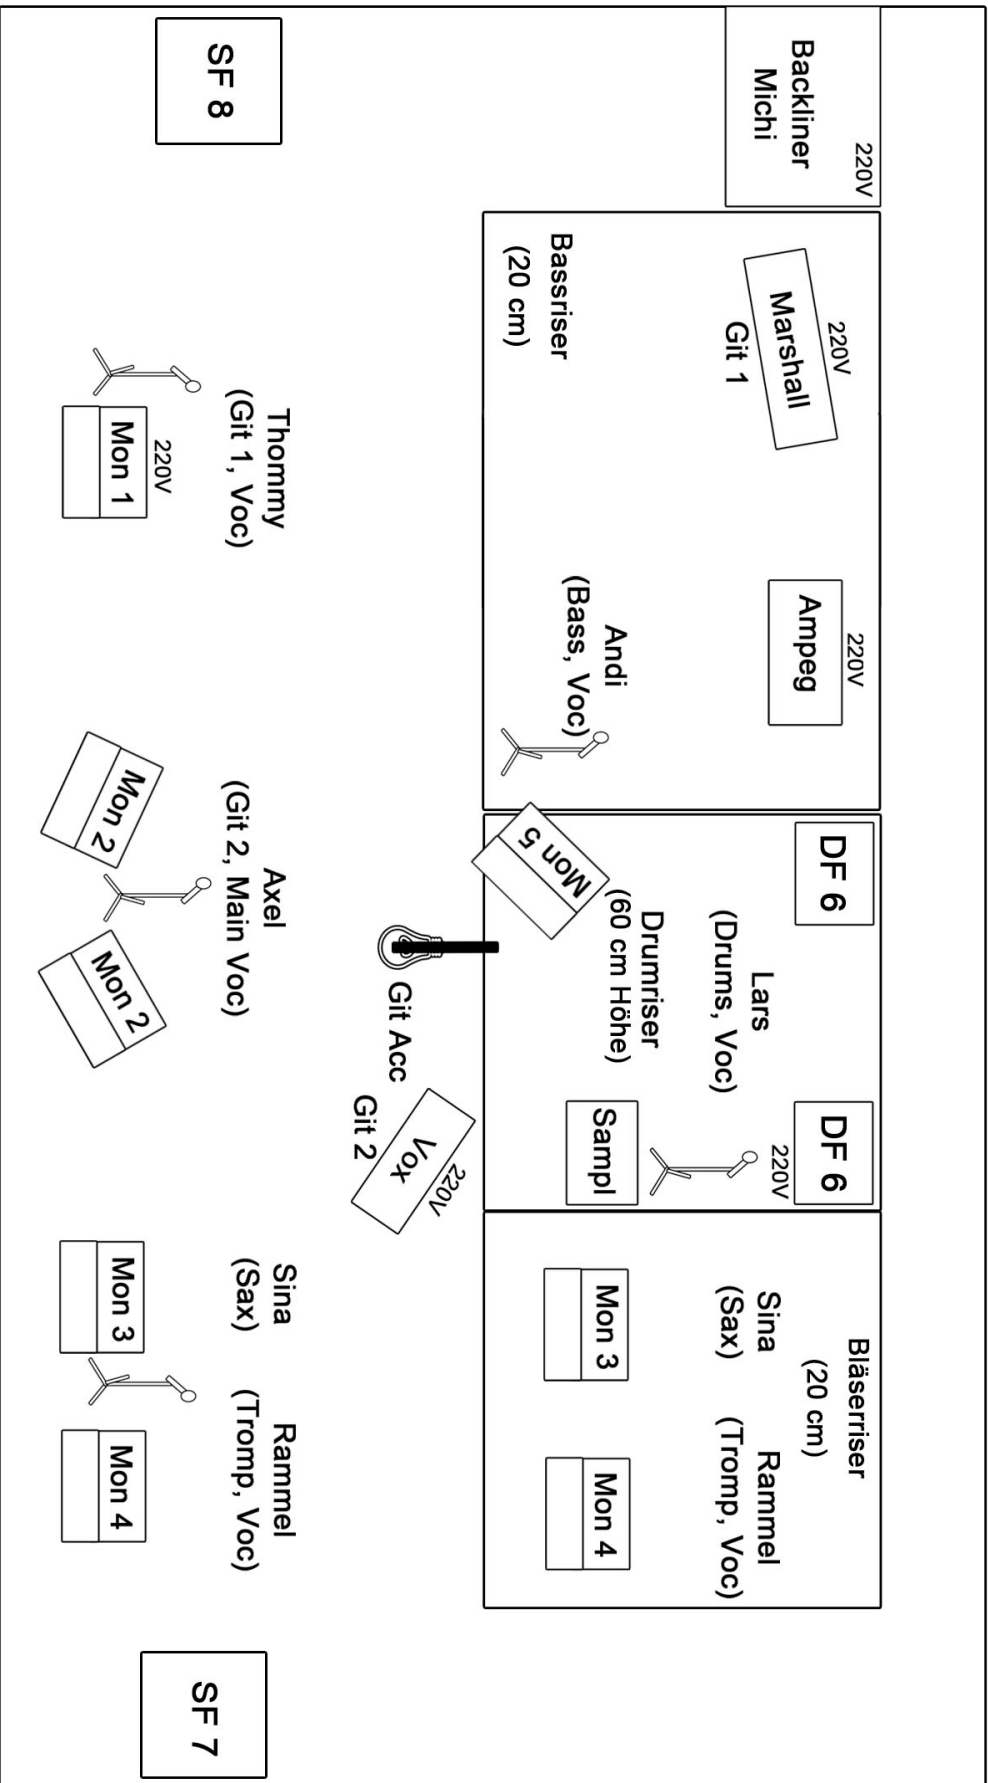 Backliner
Michi
220V
220V
Marshall
Git 1
Bassriser
(20 cm)
220V
Ampeg
Andi
(Bass, Voc)
DF 6
DF 6
220V
Lars
(Drums, Voc)
Drumriser
(60 cm Höhe)
Mon 5
Sampl
Bläserriser
(20 cm)
Sina
(Sax)
Rammel
(Tromp, Voc)
Mon 3
Mon 4
Git Acc
220V
Vox
Git 2
SF 8
Thommy
(Git 1, Voc)
220V
Mon 1
Axel
(Git 2, Main Voc)
Mon 2
Mon 2
Sina
(Sax)
Rammel
(Tromp, Voc)
Mon 3
Mon 4
SF 7